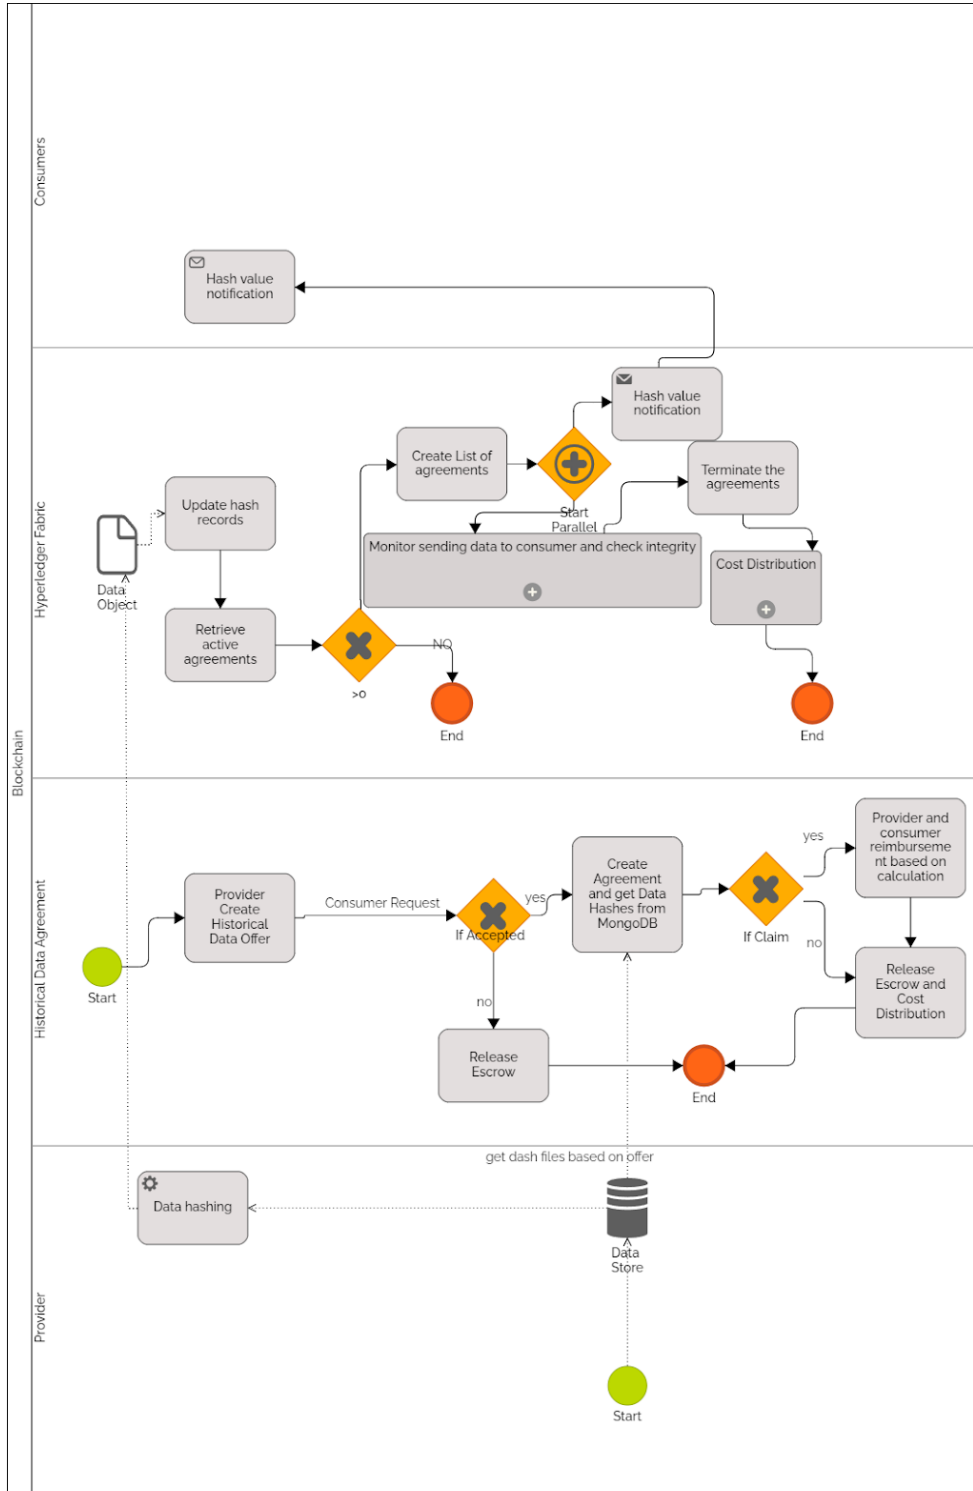 Blockchain
Consumers
Hash value
notification
Hyperledger Fabric
Hash value
notification
Create List of
agreements
Terminate the
agreements
Update hash
records
Start
Parallel
Monitor sending data to consumer and check integrity
Cost Distribution
Data
Object
Retrieve
active
agreements
NO
>0
End
End
Historical Data Agreement
Provider and
consumer
reimburseme
nt based on
calculation
yes
Create
Agreement
and get Data
Hashes from
MongoDB
Provider
Create
Historical
Data Offer
Consumer Request
yes
If Accepted
If Claim
no
Start
Release
Escrow and
Cost
Distribution
no
Release
Escrow
End
Provider
get dash files based on offer
Data hashing
Data
Store
Start